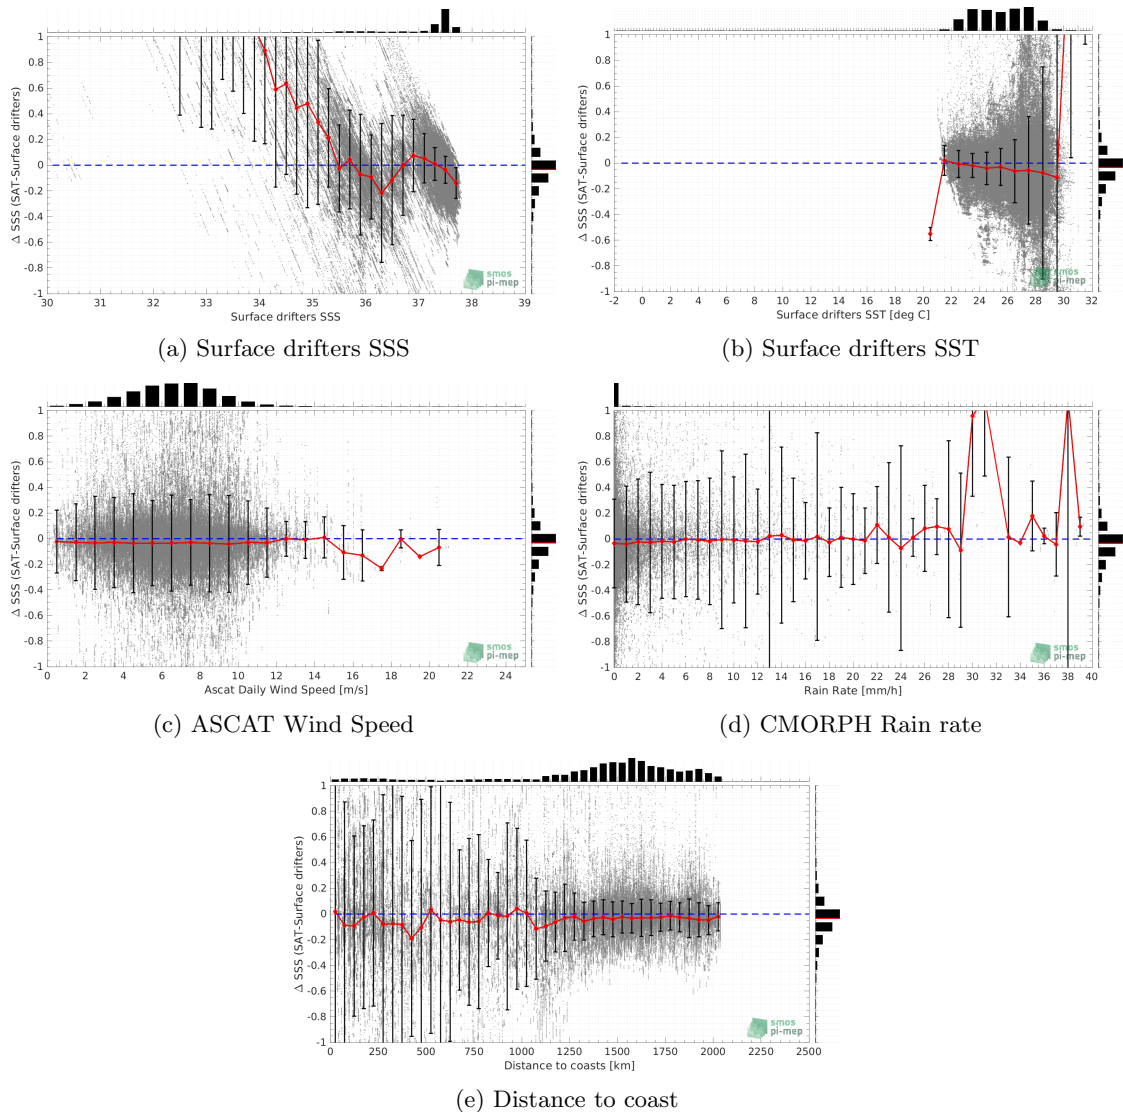 1
0.8
0.6
0.4
0.2
0
-0.2
-0.4
-0.6
-0.8
-1
Δ SSS (SAT-Surface drifters)
30 31 32 33 34 35 36 37 38 39
Surface drifters SSS
smos
pi-mep
(a) Surface drifters SSS
1
0.8
0.6
0.4
0.2
0
-0.2
-0.4
-0.6
-0.8
-1
Δ SSS (SAT-Surface drifters)
-2 0 2 4 6 8 10 12 14 16 18 20 22 24 26 28 30 32
Surface drifters SST [deg C]
smos
pi-mep
(b) Surface drifters SST
1
0.8
0.6
0.4
0.2
0
-0.2
-0.4
-0.6
-0.8
-1
Δ SSS (SAT-Surface drifters)
0 2 4 6 8 10 12 14 16 18 20 22 24
Ascat Daily Wind Speed [m/s]
smos
pi-mep
(c) ASCAT Wind Speed
1
0.8
0.6
0.4
0.2
0
-0.2
-0.4
-0.6
-0.8
-1
Δ SSS (SAT-Surface drifters)
0 2 4 6 8 10 12 14 16 18 20 22 24 26 28 30 32 34 36 38 40
Rain Rate [mm/h]
smos
pi-mep
(d) CMORPH Rain rate
1
0.8
0.6
0.4
0.2
0
-0.2
-0.4
-0.6
-0.8
-1
Δ SSS (SAT-Surface drifters)
0 250 500 750 1000 1250 1500 1750 2000 2250 2500
Distance to coasts [km]
smos
pi-mep
(e) Distance to coast